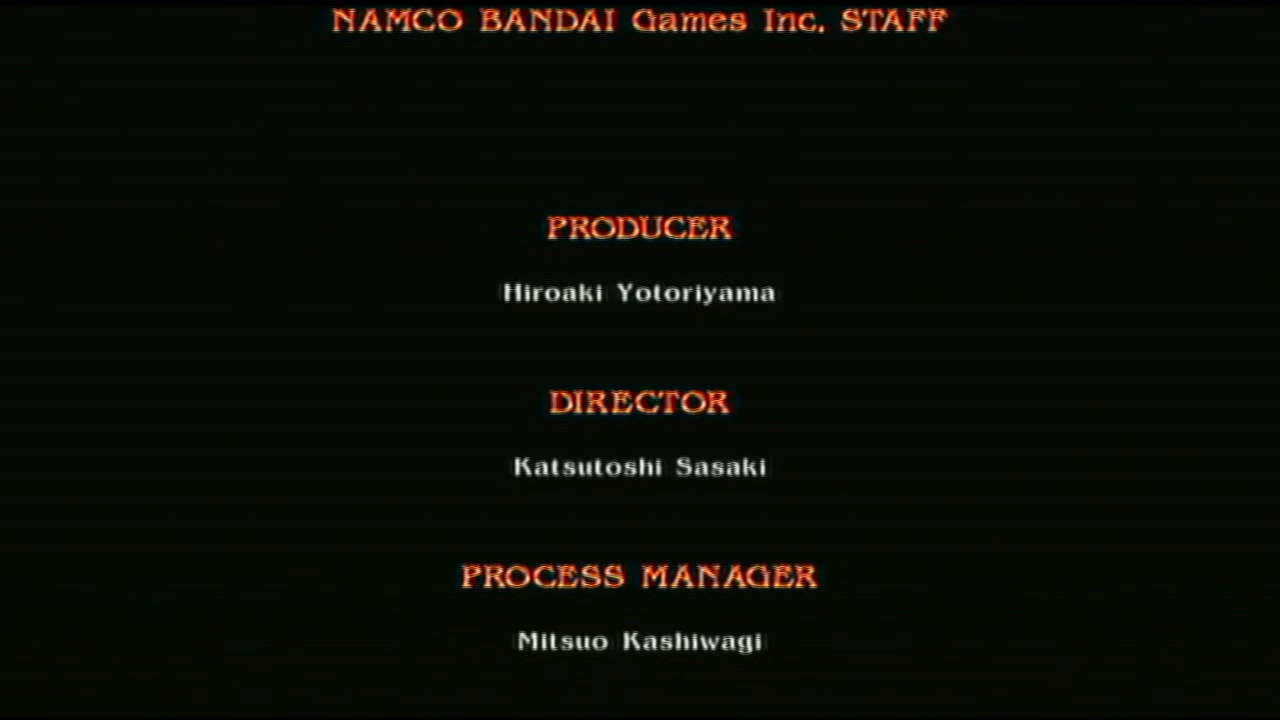 NAMCO BANDAI Games Inc. STAFF
PRODUCER
Hiroaki Yotoriyama
DIRECTOR
Katsutoshi Sasaki
PROCESS MANAGER
Mitsuo Kashiwagi